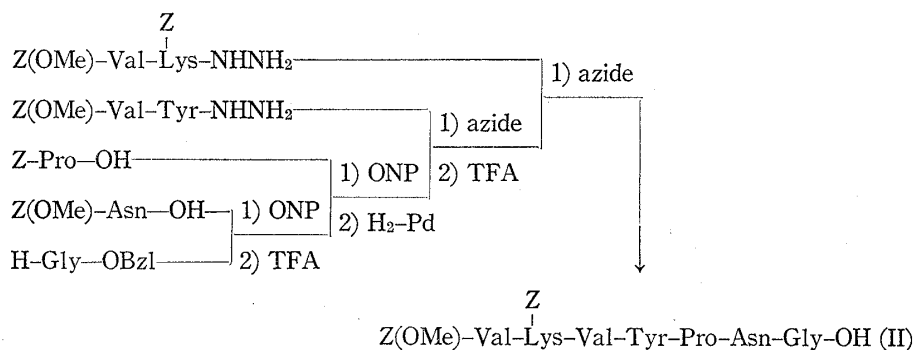 Z
Z(OMe)–Val–Lys–NHNH₂
1) azide
Z(OMe)–Val–Tyr–NHNH₂
1) azide
Z–Pro–OH
2) TFA
1) ONP
Z(OMe)–Asn–OH
1) ONP
2) H₂–Pd
H–Gly–OBzl
2) TFA
Z
Z(OMe)–Val–Lys–Val–Tyr–Pro–Asn–Gly–OH (II)